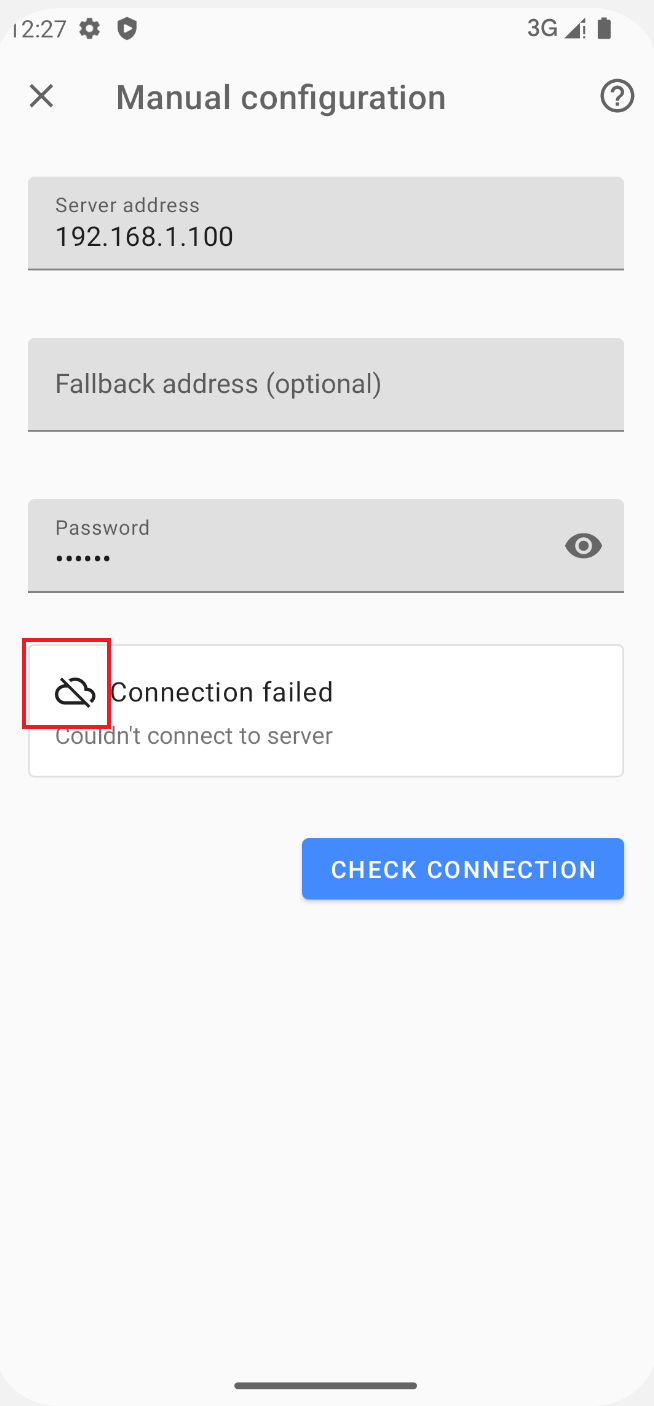 12:27
3G
Manual configuration
Server address
192.168.1.100
Fallback address (optional)
Password
••••••
Connection failed
Couldn't connect to server
CHECK CONNECTION